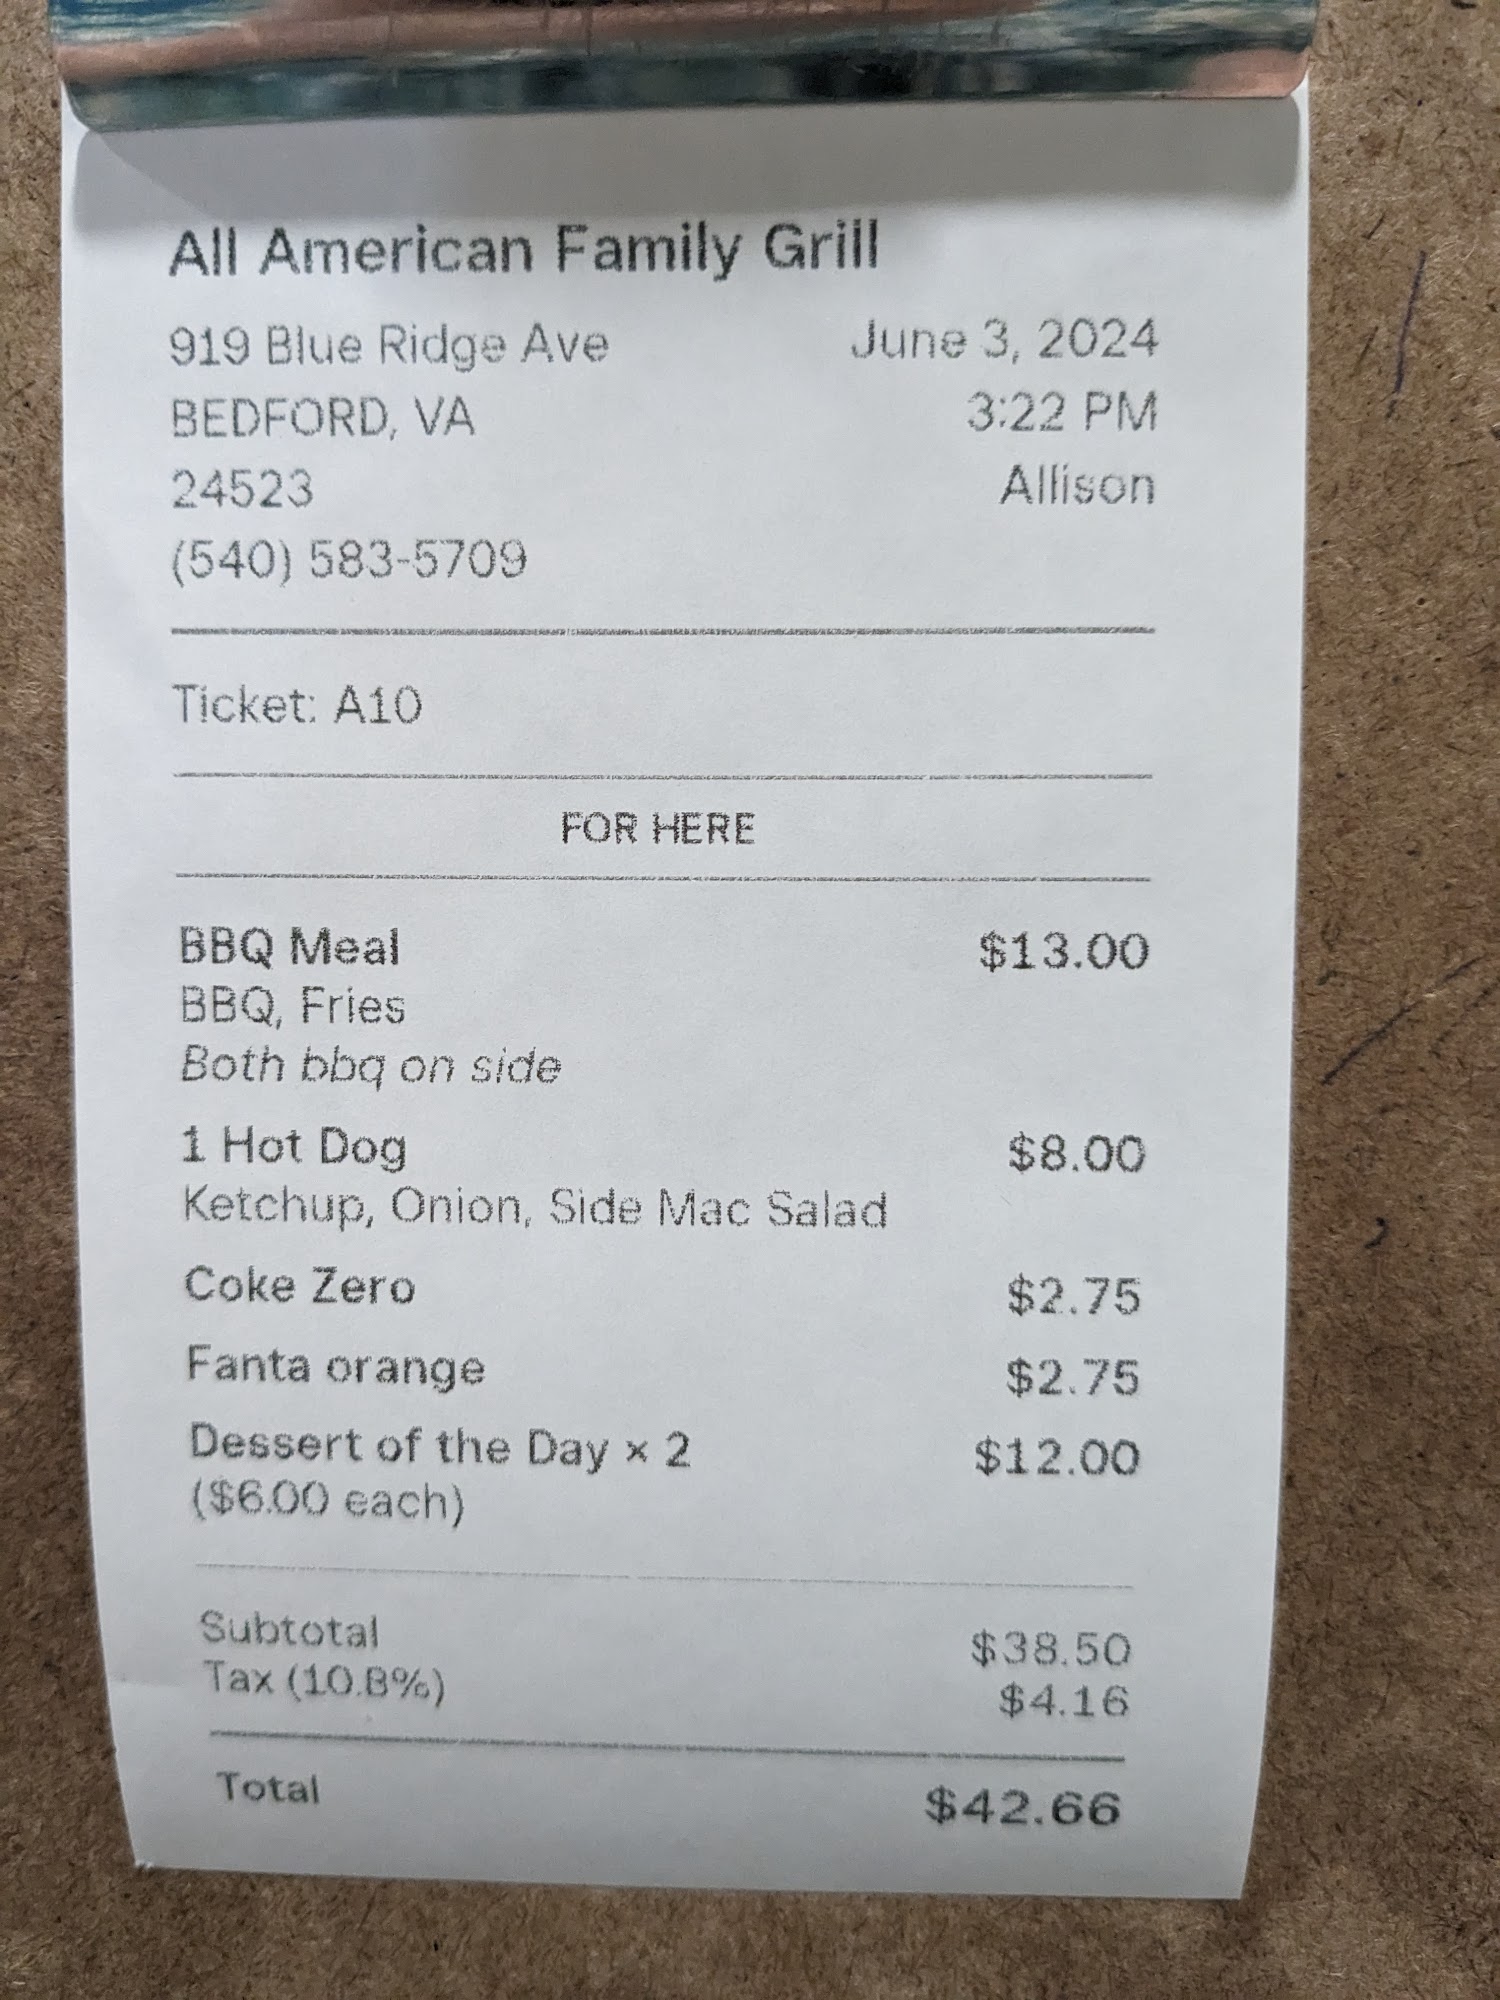 All American Family Grill
919 Blue Ridge Ave June 3, 2024
BEDFORD, VA 3:22 PM
24523 Allison
(540) 583-5709
Ticket: A10
FOR HERE
BBQ Meal $13.00
BBQ, Fries
Both bbq on side
1 Hot Dog $8.00
Ketchup, Onion, Side Mac Salad
Coke Zero $2.75
Fanta orange $2.75
Dessert of the Day × 2 $12.00
($6.00 each)
Subtotal $38.50
Tax (10.8%) $4.16
Total $42.66